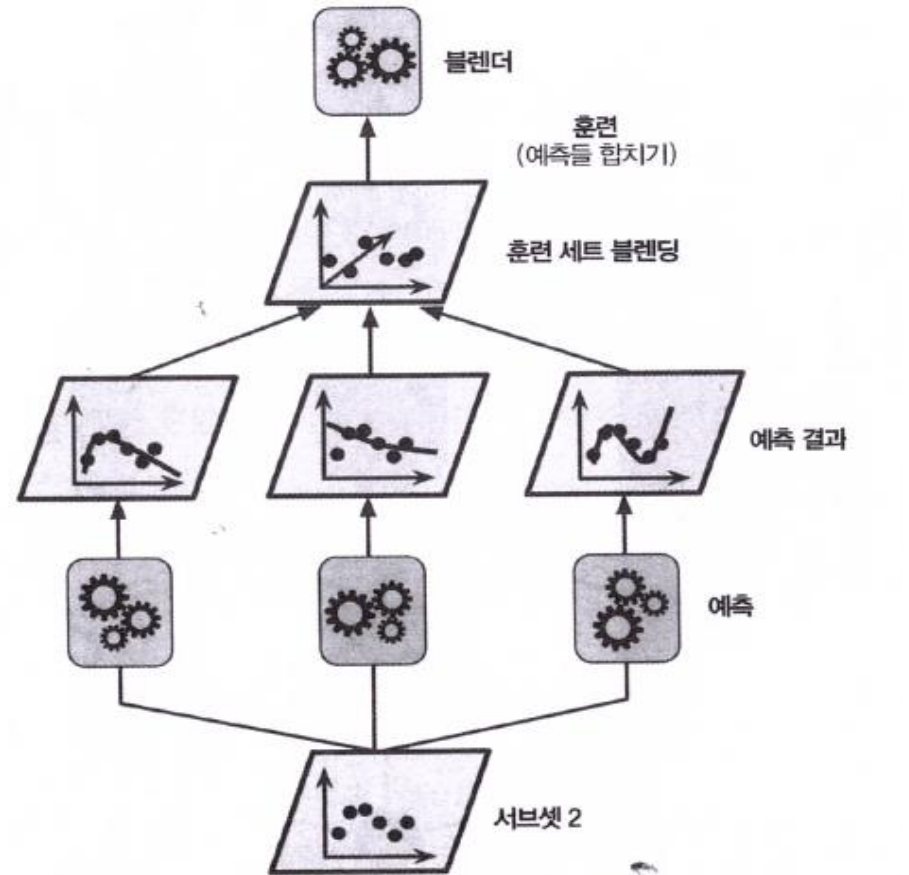 블렌더
훈련
(예측들 합치기)
훈련 세트 블렌딩
예측 결과
예측
서브셋 2